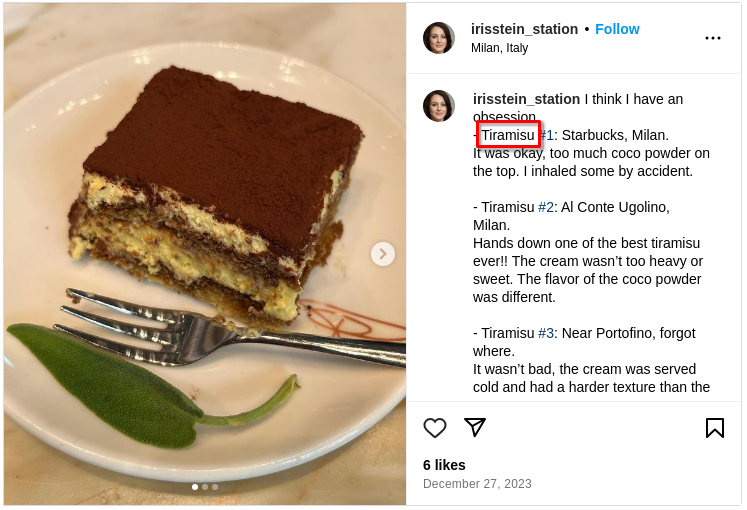 irisstein_station • Follow
Milan, Italy
irisstein_station I think I have an
obsession
- Tiramisu #1: Starbucks, Milan.
It was okay, too much coco powder on
the top. I inhaled some by accident.
- Tiramisu #2: Al Conte Ugolino,
Milan.
Hands down one of the best tiramisu
ever!! The cream wasn't too heavy or
sweet. The flavor of the coco powder
was different.
- Tiramisu #3: Near Portofino, forgot
where.
It wasn't bad, the cream was served
cold and had a harder texture than the
6 likes
December 27, 2023